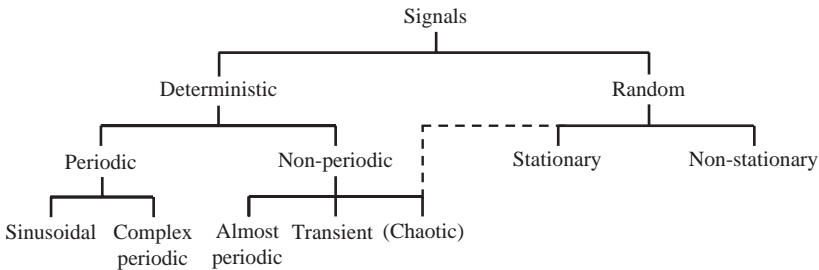 Signals
Deterministic
Random
Periodic
Non-periodic
Stationary
Non-stationary
Sinusoidal
Complex
periodic
Almost
periodic
Transient
(Chaotic)